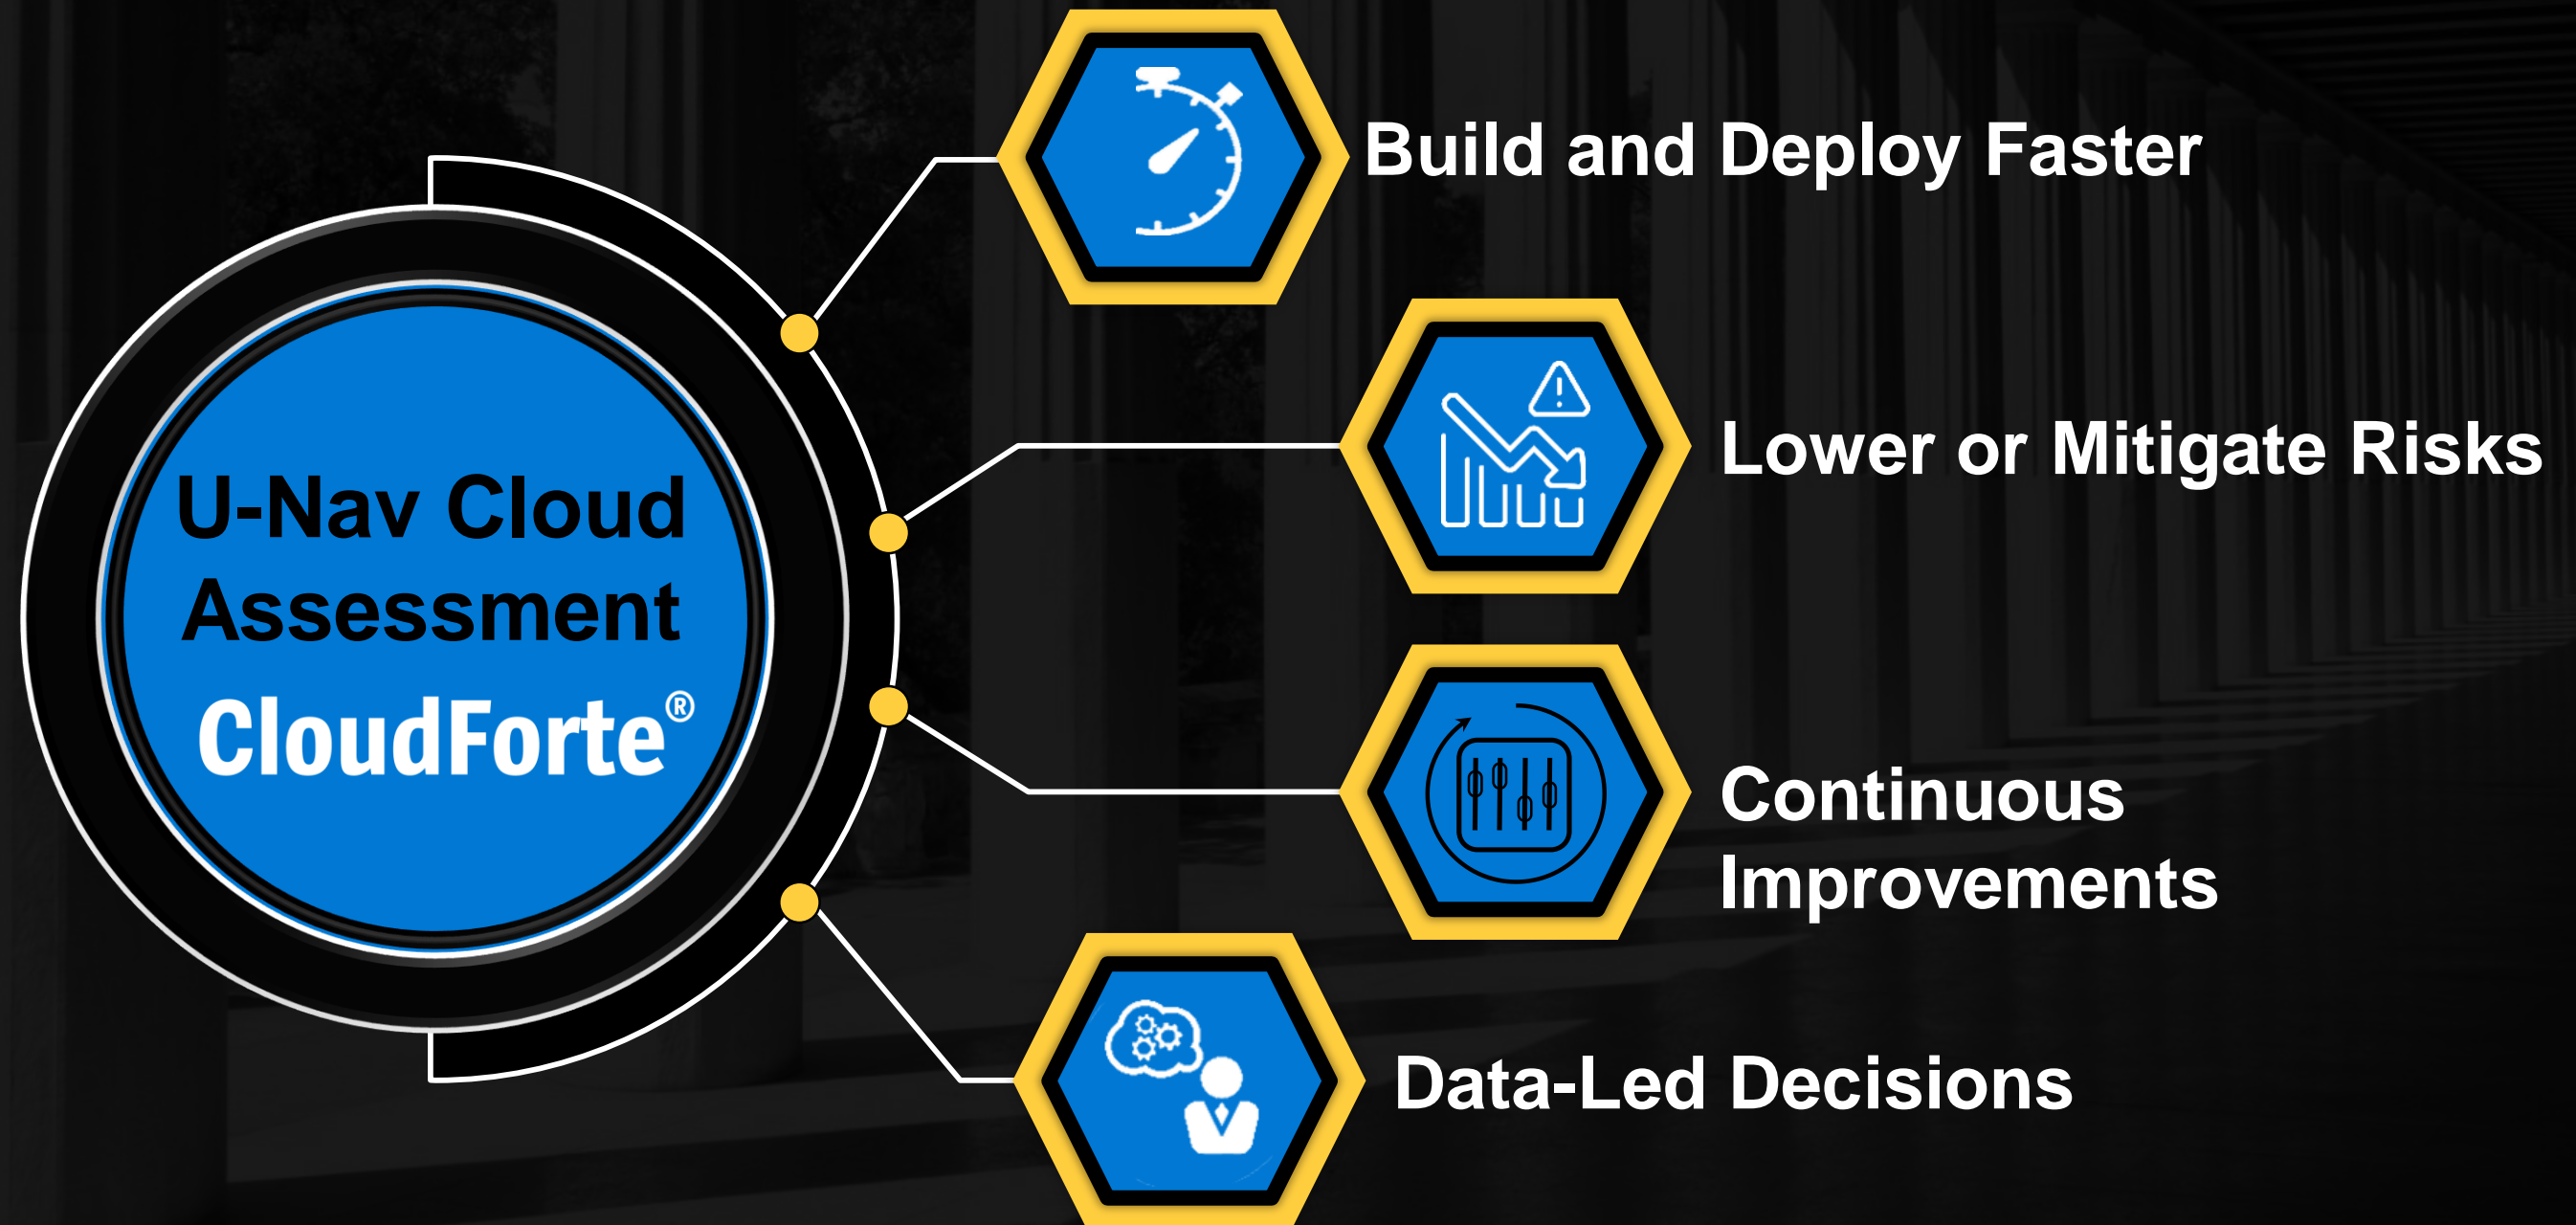 U-Nav Cloud
Assessment
CloudForte®
Build and Deploy Faster
Lower or Mitigate Risks
Continuous
Improvements
Data-Led Decisions